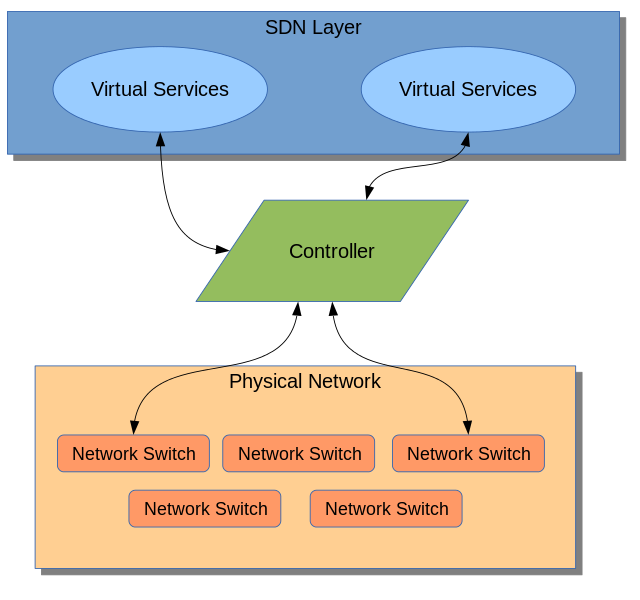 SDN Layer
Virtual Services
Virtual Services
Controller
Physical Network
Network Switch
Network Switch
Network Switch
Network Switch
Network Switch